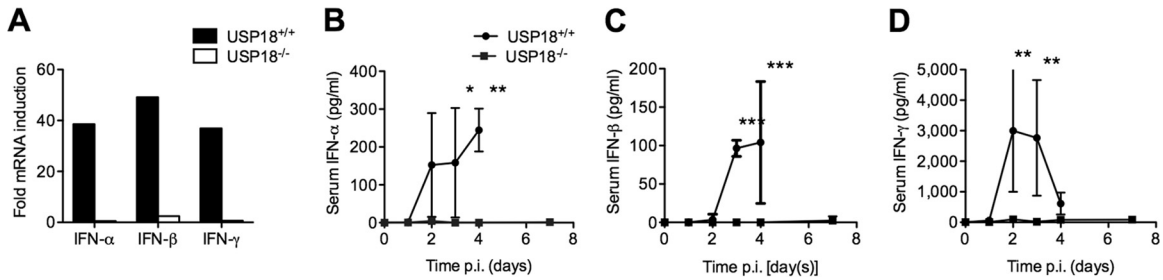 A
USP18+/+
USP18-/-
Fold mRNA induction
60
40
20
0
IFN-α
IFN-β
IFN-γ
B
USP18+/+
USP18-/-
Serum IFN-α (pg/ml)
400
300
200
100
0
*
**
0
2
4
6
8
Time p.i. (days)
C
Serum IFN-β (pg/ml)
200
150
100
50
0
***
***
0
2
4
6
8
Time p.i. [day(s)]
D
Serum IFN-γ (pg/ml)
5,000
4,000
3,000
2,000
1,000
0
**
**
0
2
4
6
8
Time p.i. (days)